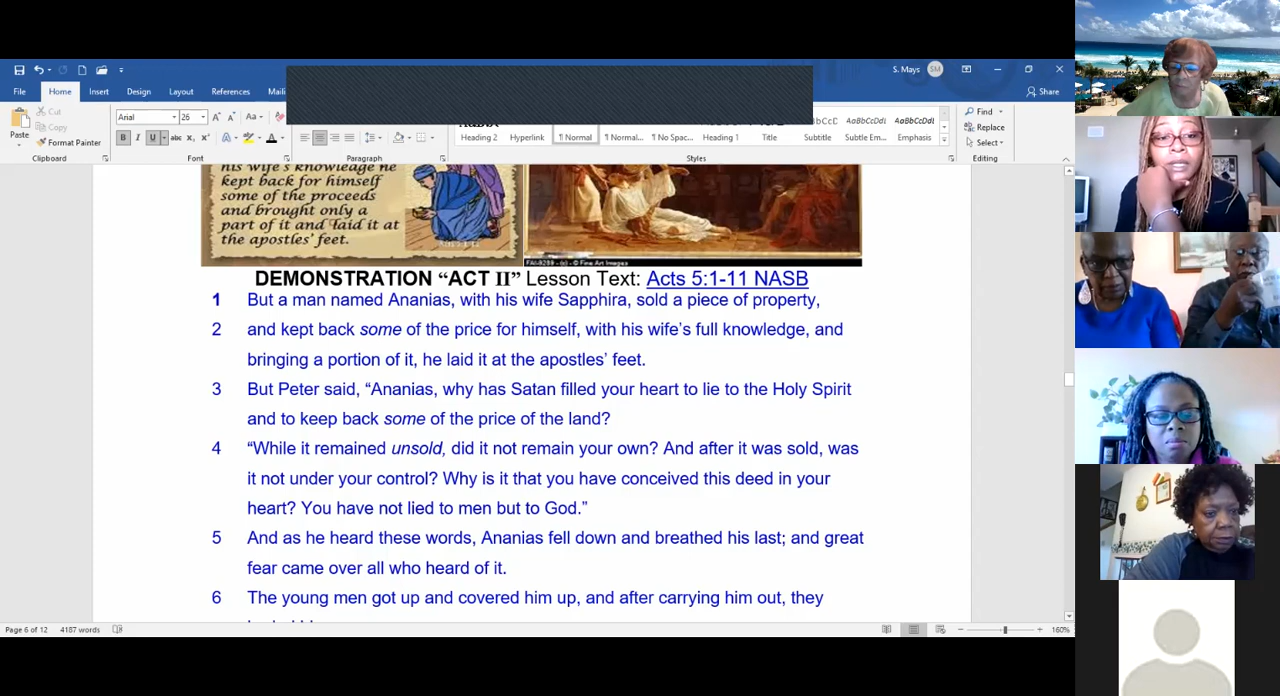 S. Mays SM
File Home Insert Design Layout References Maili Share
Paste Cut Copy Format Painter Clipboard
Arial 26 Font
Paragraph
Heading 2 Hyperlink ¶ Normal ¶ Normal... ¶ No Spac... Heading 1 Title Subtitle Subtle Em... Emphasis
Styles
Find Replace Select Editing
his wife's knowledge he
kept back for himself
some of the proceeds
and brought only a
part of it and laid it at
the apostles' feet.
DEMONSTRATION “ACT II” Lesson Text: Acts 5:1-11 NASB
1 But a man named Ananias, with his wife Sapphira, sold a piece of property,
2 and kept back some of the price for himself, with his wife’s full knowledge, and
bringing a portion of it, he laid it at the apostles’ feet.
3 But Peter said, “Ananias, why has Satan filled your heart to lie to the Holy Spirit
and to keep back some of the price of the land?
4 “While it remained unsold, did it not remain your own? And after it was sold, was
it not under your control? Why is it that you have conceived this deed in your
heart? You have not lied to men but to God.”
5 And as he heard these words, Ananias fell down and breathed his last; and great
fear came over all who heard of it.
6 The young men got up and covered him up, and after carrying him out, they
Page 6 of 12 4187 words 160%